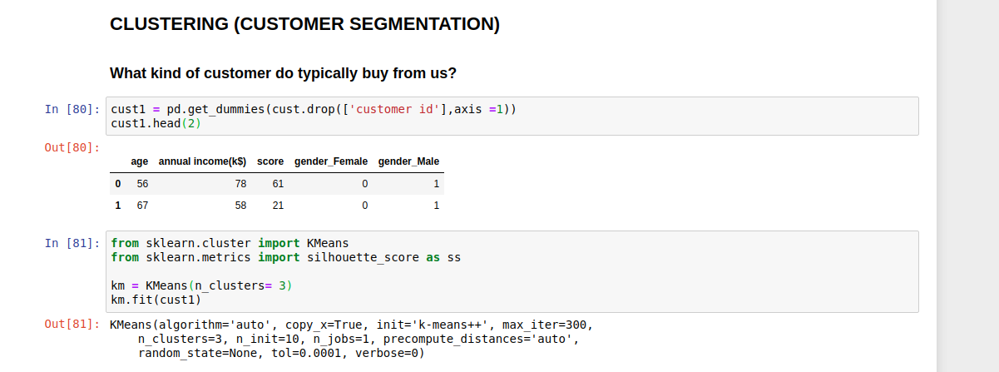 CLUSTERING (CUSTOMER SEGMENTATION)
What kind of customer do typically buy from us?
In [80]: cust1 = pd.get_dummies(cust.drop(['customer id'],axis =1))
cust1.head(2)
Out[80]:
age annual income(k$) score gender_Female gender_Male
0 56 78 61 0 1
1 67 58 21 0 1
In [81]: from sklearn.cluster import KMeans
from sklearn.metrics import silhouette_score as ss
km = KMeans(n_clusters= 3)
km.fit(cust1)
Out[81]: KMeans(algorithm='auto', copy_x=True, init='k-means++', max_iter=300,
n_clusters=3, n_init=10, n_jobs=1, precompute_distances='auto',
random_state=None, tol=0.0001, verbose=0)